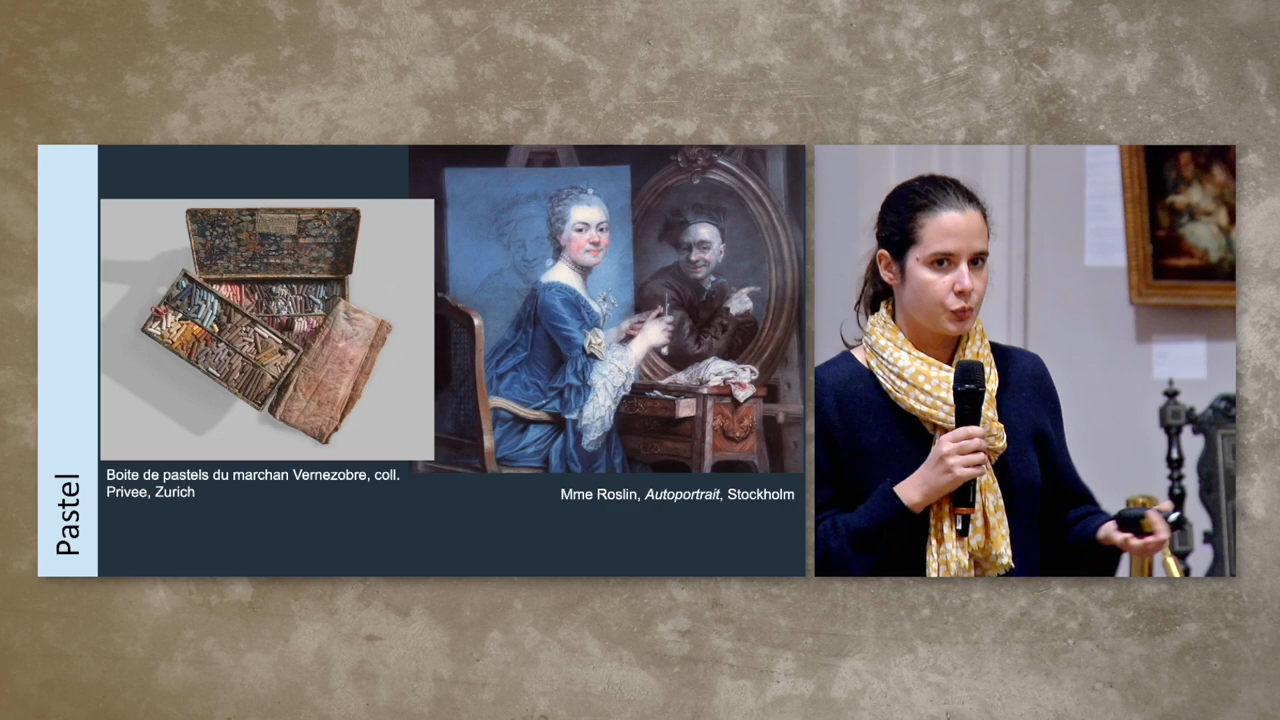 Pastel
Boite de pastels du marchan Vernezobre, coll.
Privee, Zurich
Mme Roslin, Autoportrait, Stockholm